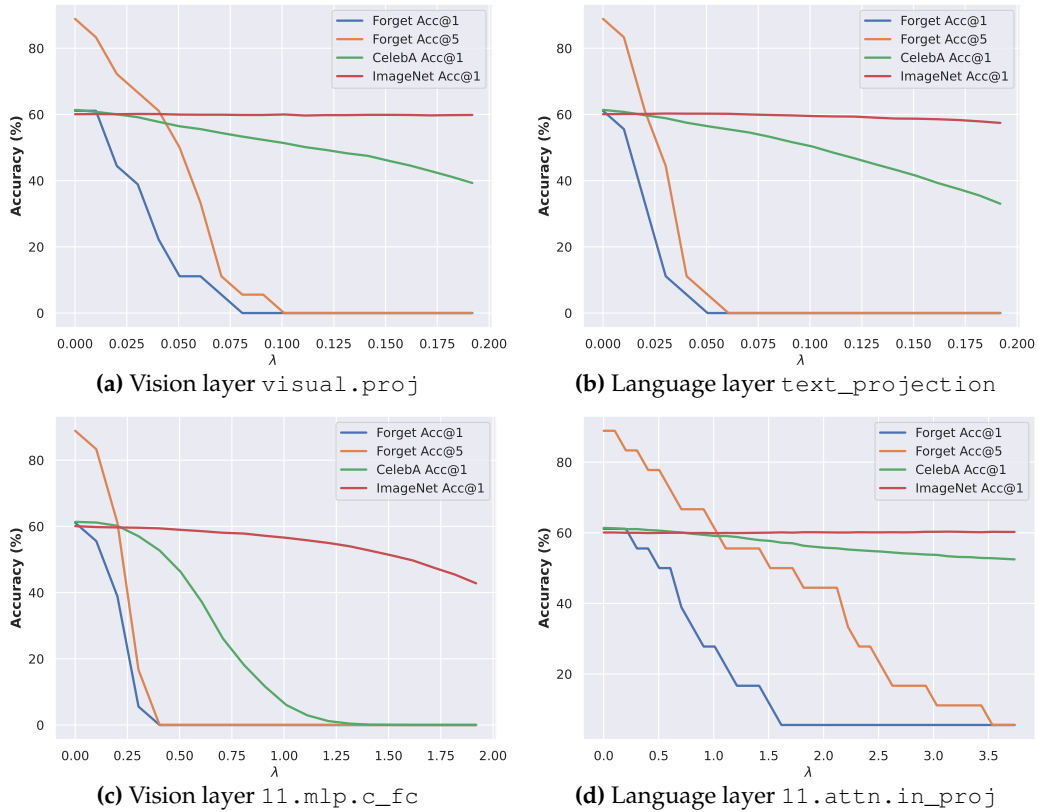 Forget Acc@1
Forget Acc@5
CelebA Acc@1
ImageNet Acc@1
Accuracy (%)
80
60
40
20
0
0.000 0.025 0.050 0.075 0.100 0.125 0.150 0.175 0.200
λ
(a) Vision layer visual.proj
Forget Acc@1
Forget Acc@5
CelebA Acc@1
ImageNet Acc@1
Accuracy (%)
80
60
40
20
0
0.000 0.025 0.050 0.075 0.100 0.125 0.150 0.175 0.200
λ
(b) Language layer text_projection
Forget Acc@1
Forget Acc@5
CelebA Acc@1
ImageNet Acc@1
Accuracy (%)
80
60
40
20
0
0.00 0.25 0.50 0.75 1.00 1.25 1.50 1.75 2.00
λ
(c) Vision layer 11.mlp.c_fc
Forget Acc@1
Forget Acc@5
CelebA Acc@1
ImageNet Acc@1
Accuracy (%)
80
60
40
20
0.0 0.5 1.0 1.5 2.0 2.5 3.0 3.5
λ
(d) Language layer 11.attn.in_proj